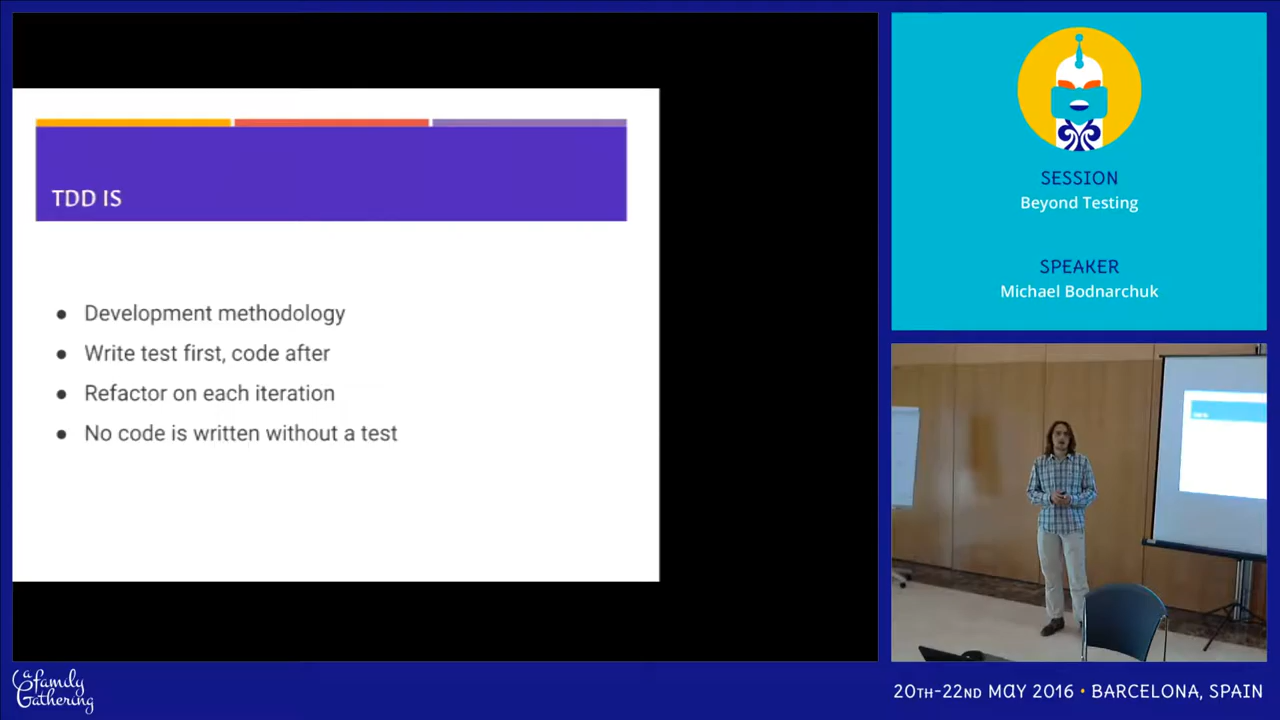 TDD IS
● Development methodology
● Write test first, code after
● Refactor on each iteration
● No code is written without a test
SESSION
Beyond Testing
SPEAKER
Michael Bodnarchuk
a family
Gathering
20TH-22ND MAY 2016 • BARCELONA, SPAIN